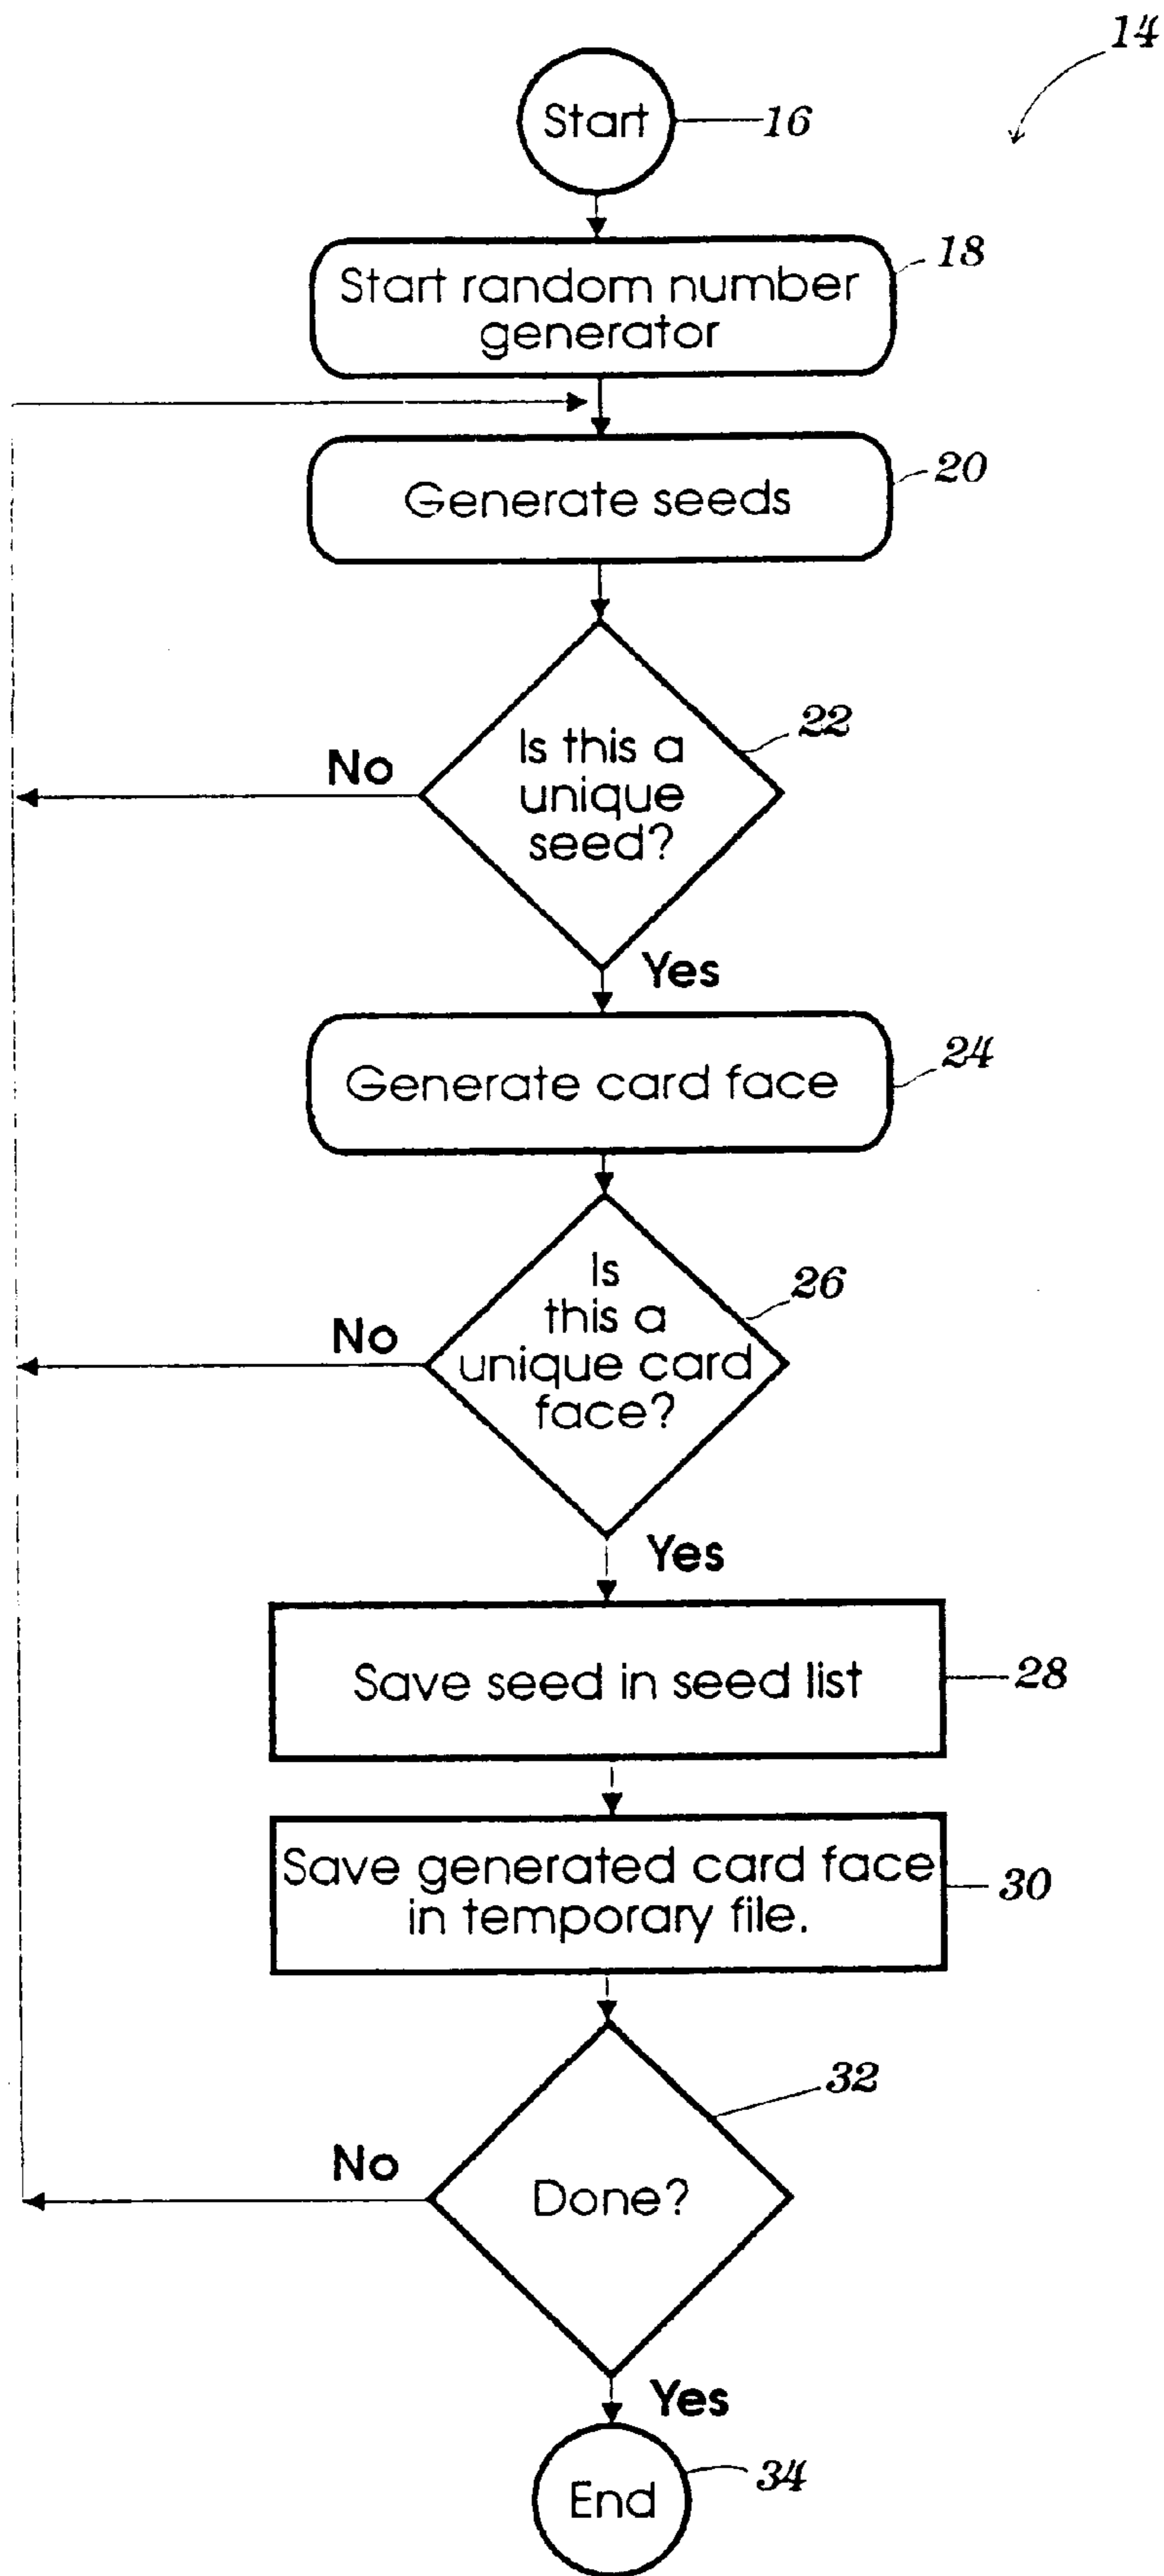 14
Start
16
18
Start random number
generator
20
Generate seeds
22
Is this a
unique
seed?
No
Yes
24
Generate card face
26
Is
this a
unique card
face?
No
Yes
Save seed in seed list
28
Save generated card face
in temporary file.
30
32
No
Done?
Yes
End
34